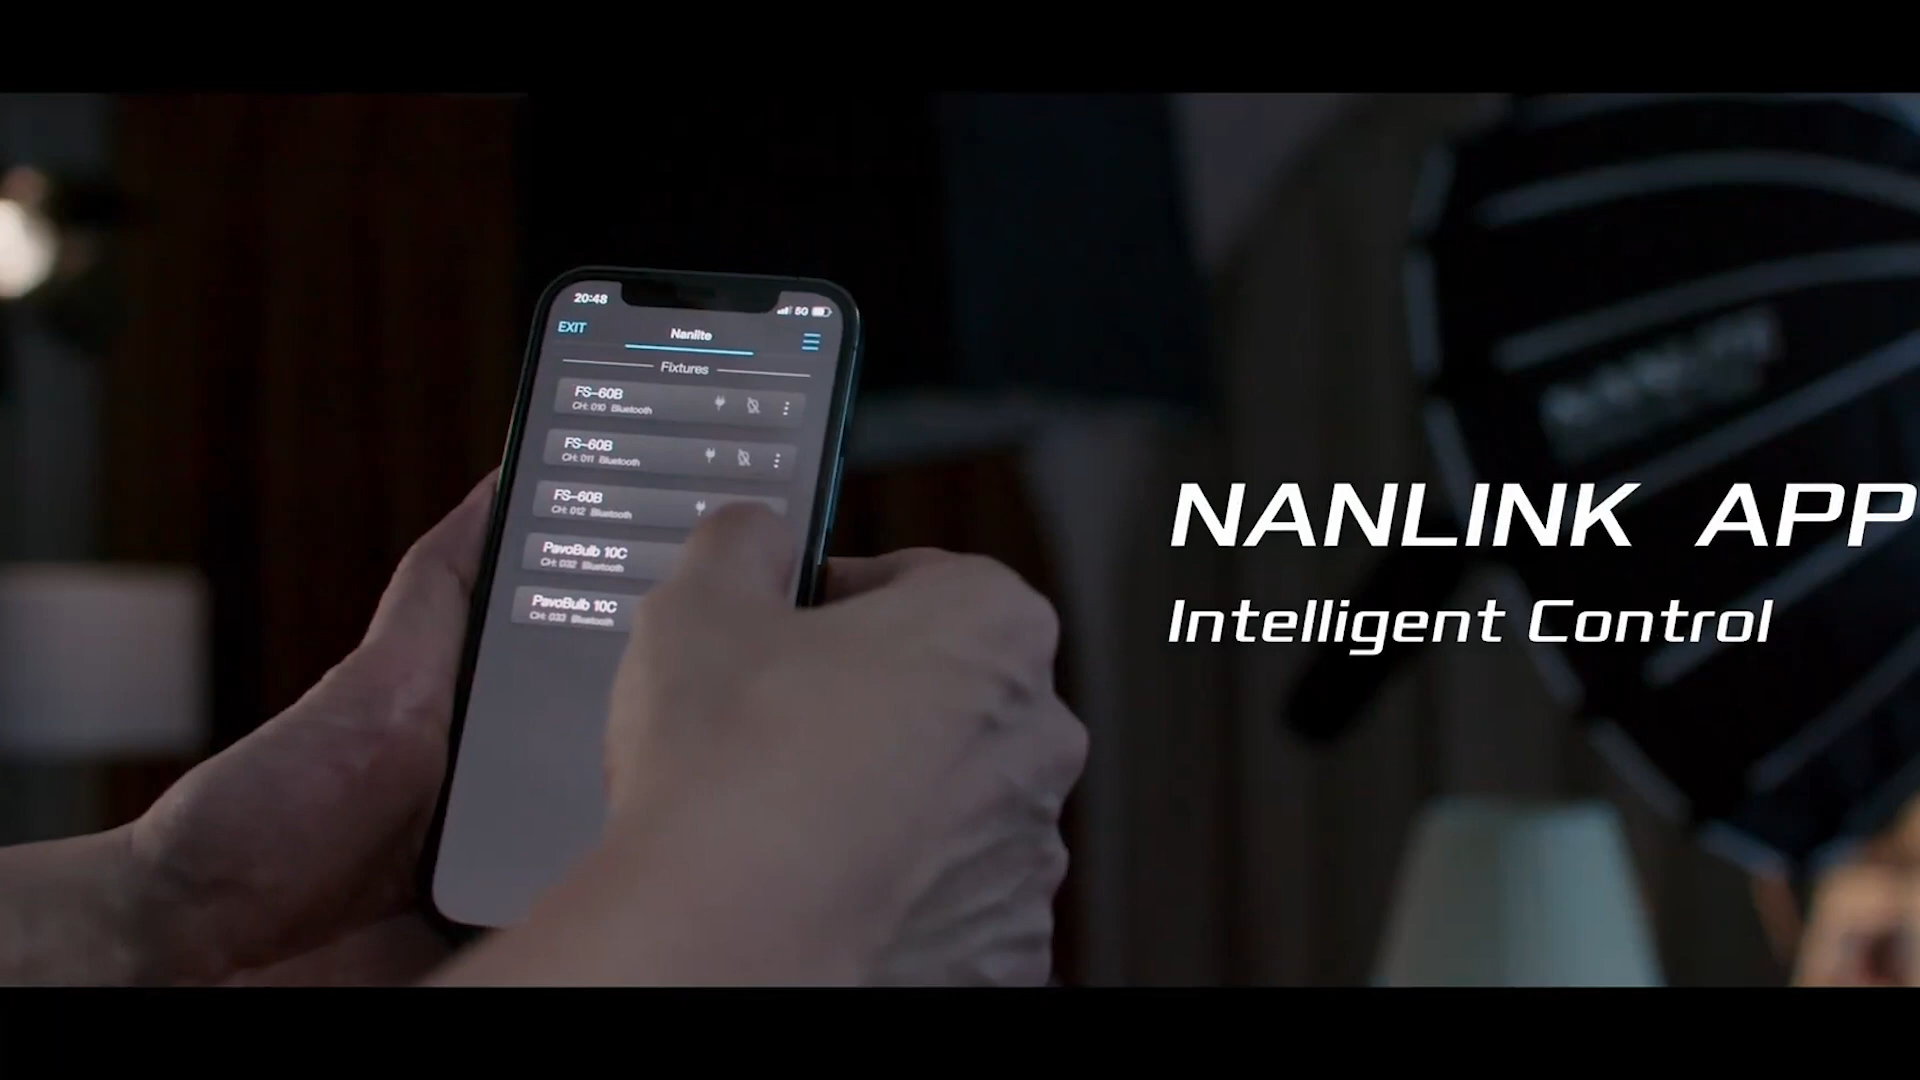 20:48
5G
EXIT
Nanlite
Fixtures
FS-60B
CH: 010 Bluetooth
FS-60B
CH: 011 Bluetooth
FS-60B
CH: 012 Bluetooth
PavoBulb 10C
CH: 032 Bluetooth
PavoBulb 10C
CH: 033 Bluetooth
NANLINK APP
Intelligent Control